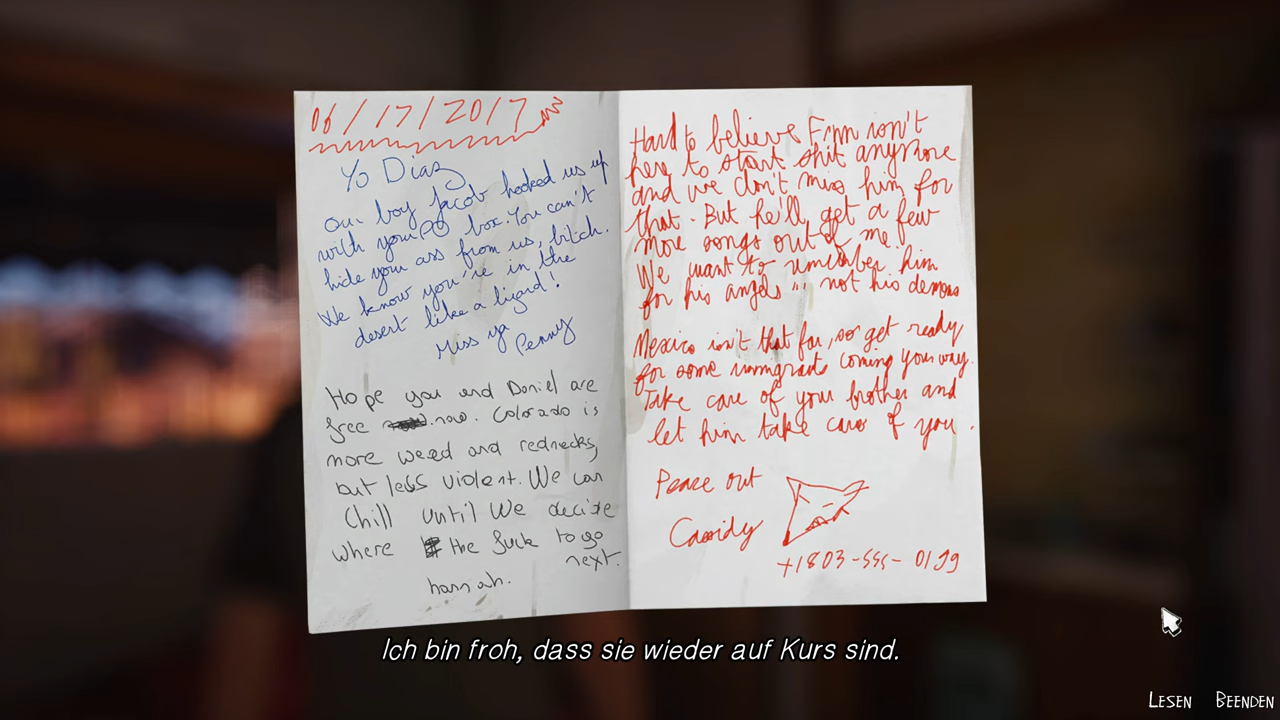 06/17/2017
Yo Diaz
Our boy Jacob hooked us up
with your PO box. You can't
hide your ass from us, bitch.
We know you're in the
desert like a lizard!
Miss ya
Penny
Hope you and Daniel are
free now. Colorado is
more weed and rednecks,
but less violent. We can
chill until we decide
where the fuck to go
next.
hannah.
Hard to believe Finn isn't
here to start shit anymore
and we don't miss him for
that. But he'll get a few
more songs out of me.
We want to remember him
for his angels... not his demons
Mexico isn't that far, so get ready
for some immigrants coming your way.
Take care of your brother and
let him take care of you.
Peace out
Cassidy
+1803-555-0199
Ich bin froh, dass sie wieder auf Kurs sind.
LESEN BEENDEN